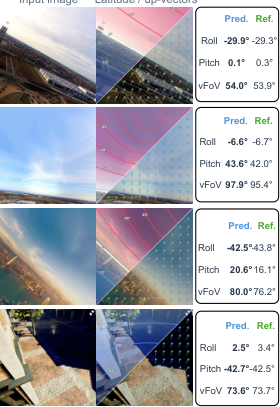 Input image Latitude / up-vectors
Pred. Ref.
Roll -29.9° -29.3°
Pitch 0.1° 0.3°
vFoV 54.0° 53.9°
Pred. Ref.
Roll -6.6° -6.7°
Pitch 43.6° 42.0°
vFoV 97.9° 95.4°
Pred. Ref.
Roll -42.5° -43.8°
Pitch 20.6° 16.1°
vFoV 80.0° 76.2°
Pred. Ref.
Roll 2.5° 3.4°
Pitch -42.7° -42.5°
vFoV 73.6° 73.7°